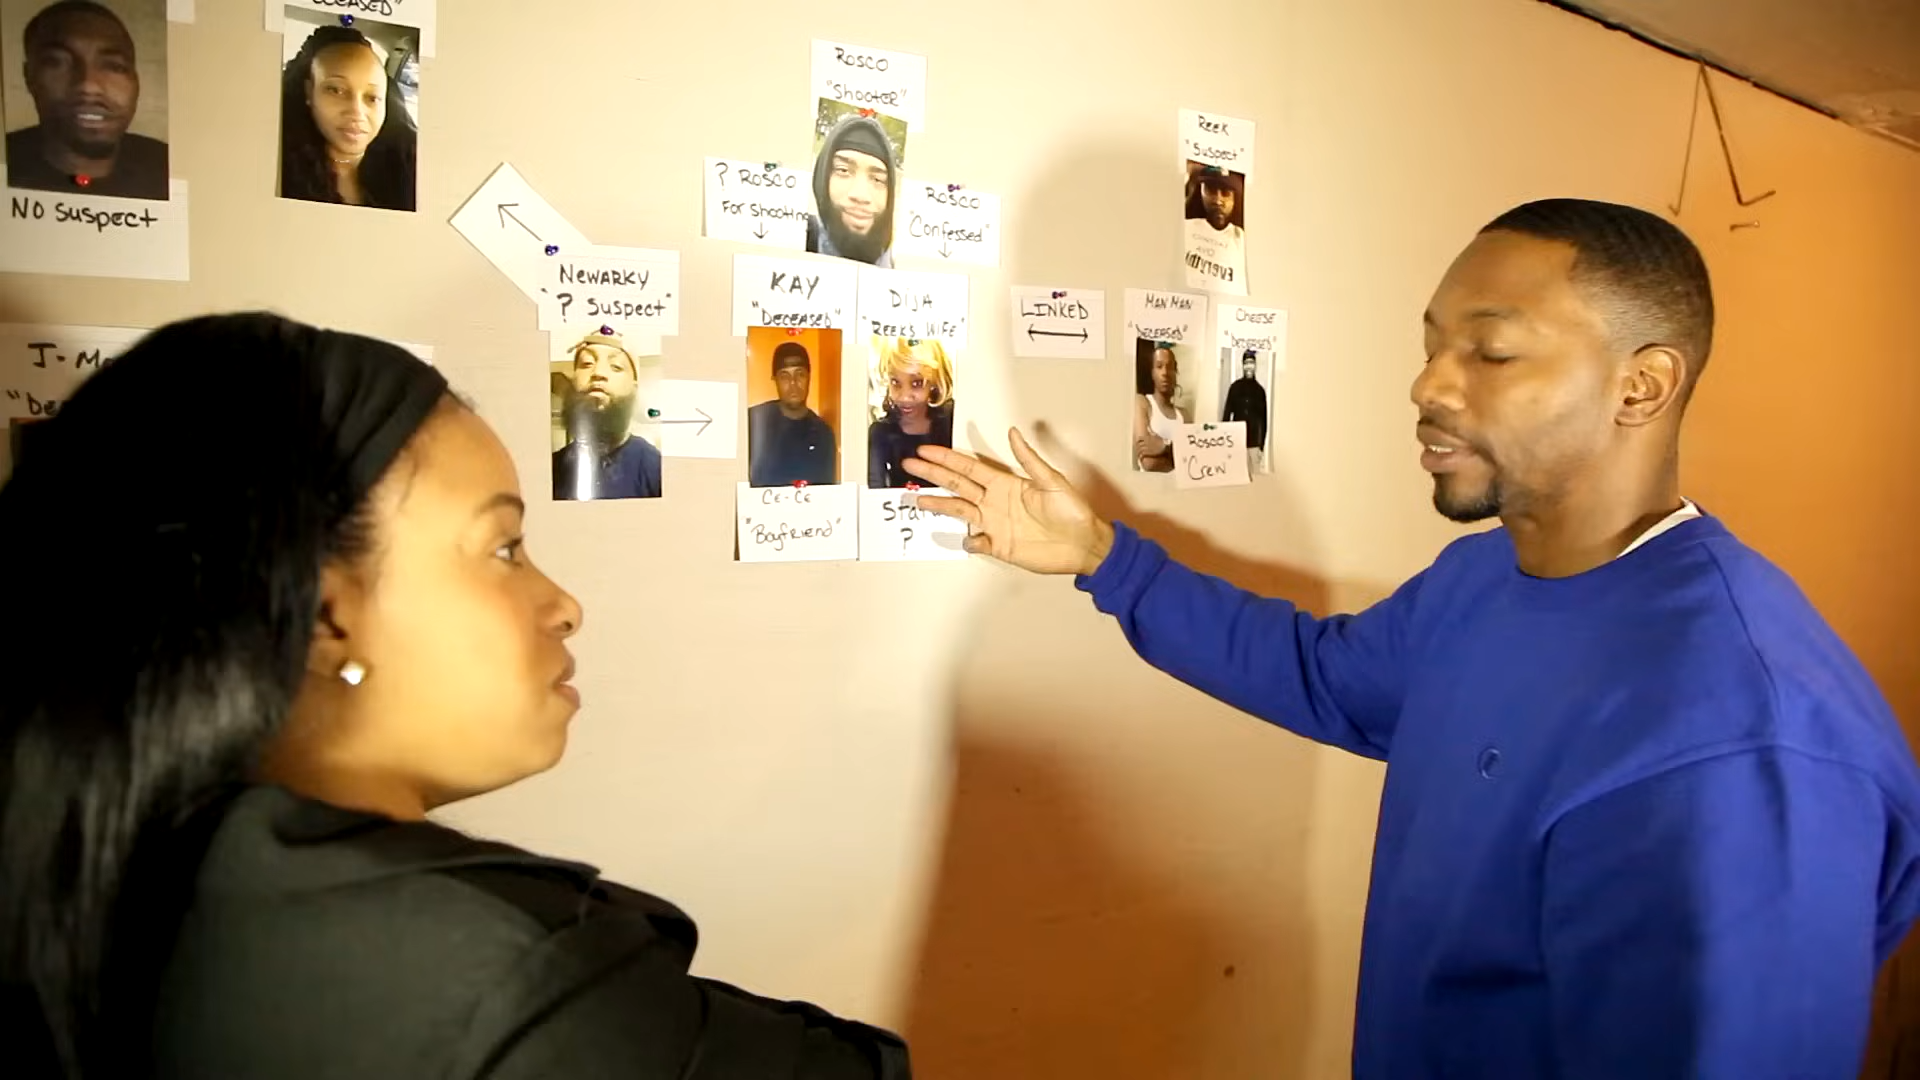 NO SUSPECT
J-
NEWARKY
"? SUSPECT"
ROSCO
"SHOOTER"
? ROSCO
FOR SHOOTING
ROSCO
"Confessed"
KAY
"DECEASED"
CE-CE
"Boyfriend"
DIJA
"REEKS WIFE"
?
LINKED
REEK
"SUSPECT"
EVERYDAY
MAN MAN
"DECEASED"
CHEESE
"DECEASED"
ROSCO'S
"Crew"